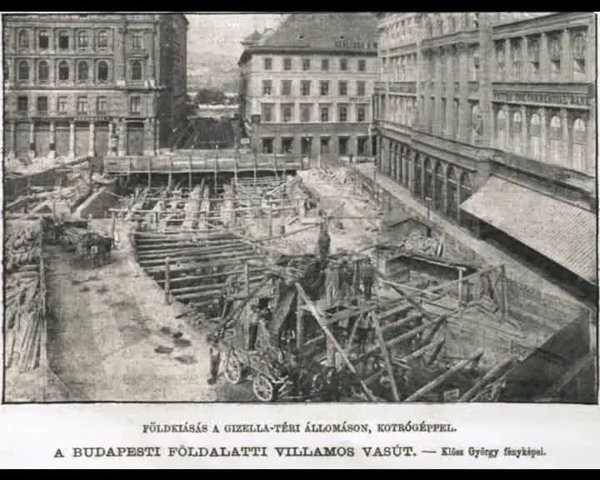 FÖLDKIÁSÁS A GIZELLA-TÉRI ÁLLOMÁSON, KOTRÓGÉPPEL.
A BUDAPESTI FÖLDALATTI VILLAMOS VASÚT. — Klösz György fényképei.